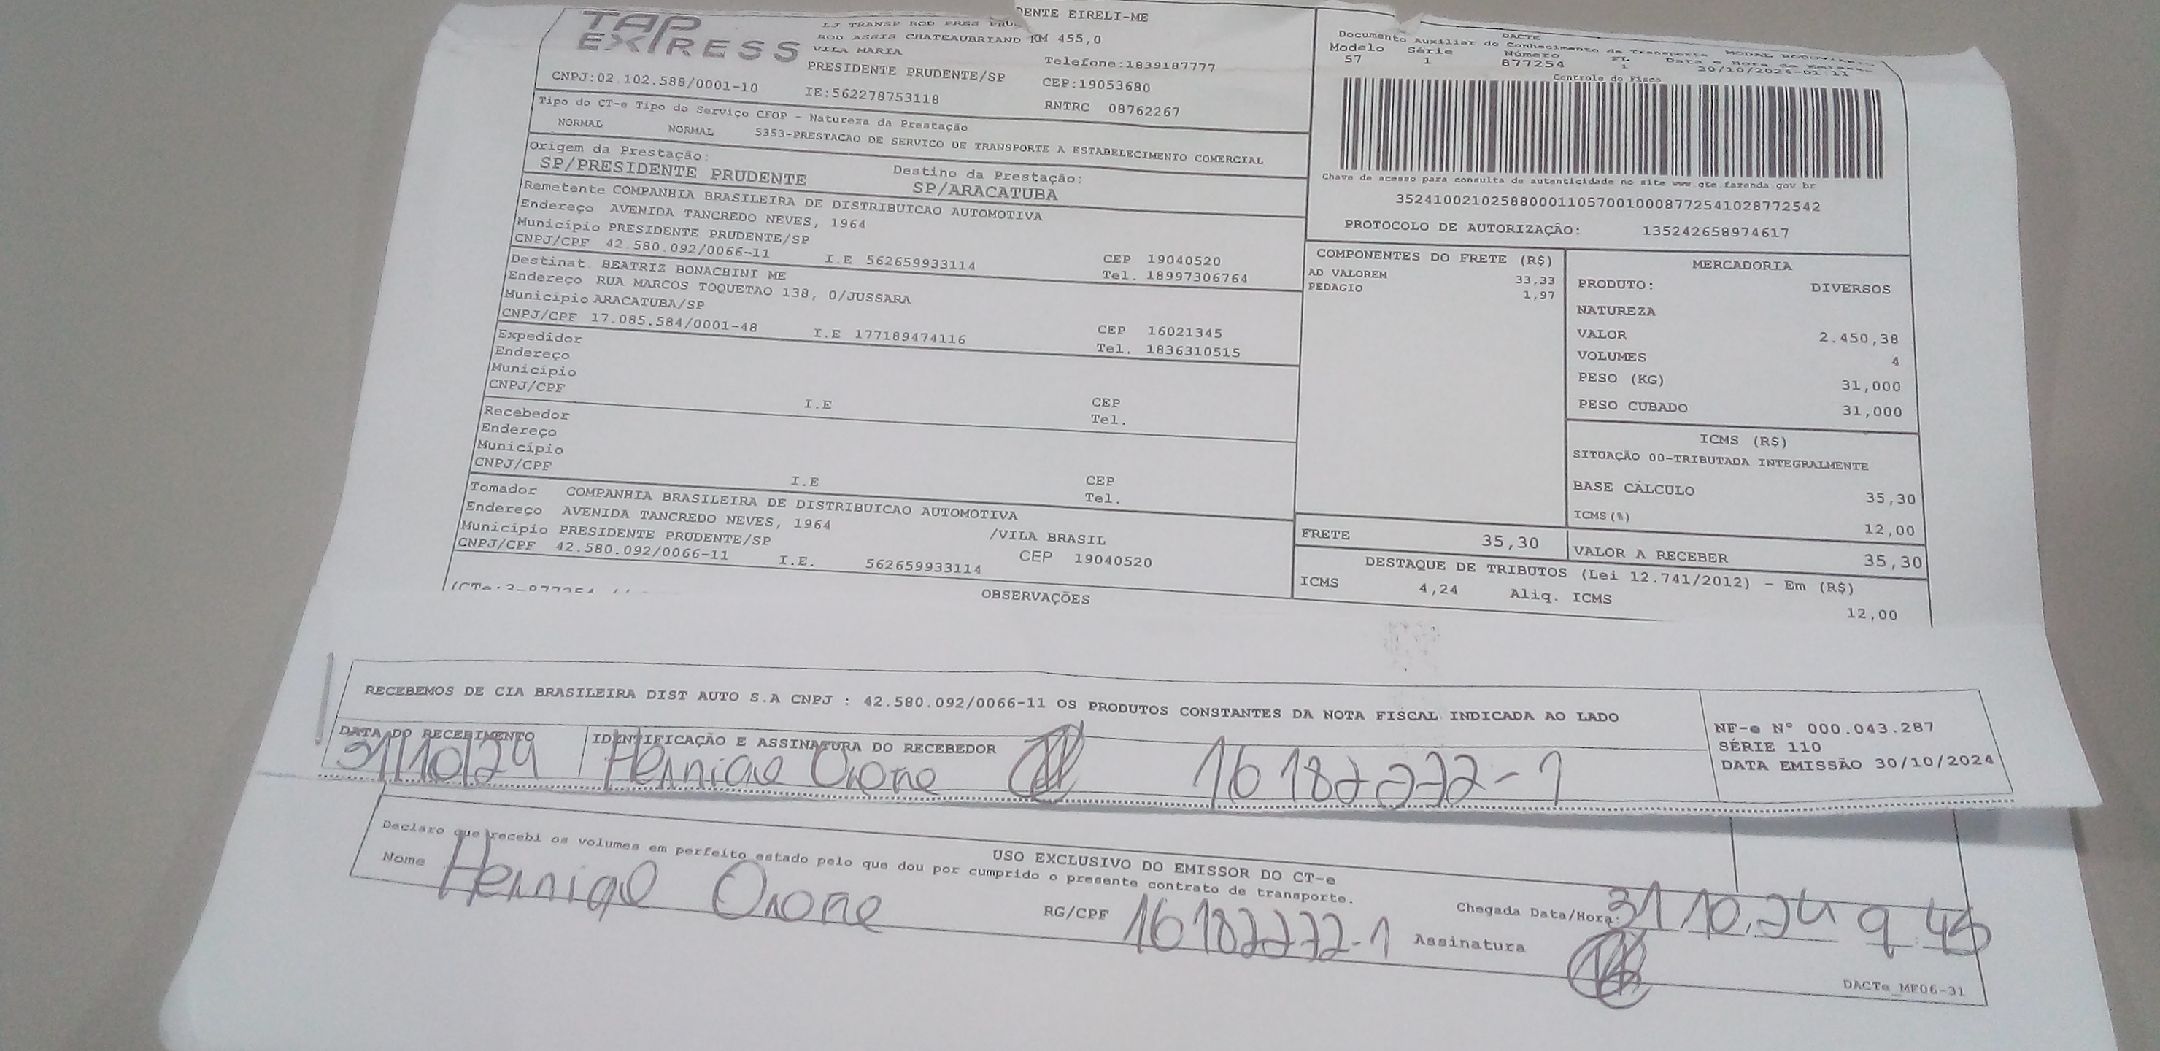 TAP EXPRESS
DENTE EIRELI-ME
ROD ASSIS CHATEAUBRIAND KM 455,0
VILA MARIA
PRESIDENTE PRUDENTE/SP
Telefone:1839187777
CNPJ:02.102.588/0001-10
IE:562278753118
CEP:19053680
RNTRC 08762267
Tipo do CT-e Tipo do Serviço CFOP - Natureza da Prestação
NORMAL NORMAL 5353-PRESTACAO DE SERVICO DE TRANSPORTE A ESTABELECIMENTO COMERCIAL
Origem da Prestação:
SP/PRESIDENTE PRUDENTE
Destino da Prestação:
SP/ARACATUBA
Remetente COMPANHIA BRASILEIRA DE DISTRIBUICAO AUTOMOTIVA
Endereço AVENIDA TANCREDO NEVES, 1964
Município PRESIDENTE PRUDENTE/SP
CNPJ/CPF 42.580.092/0066-11 I.E 562659933114
CEP 19040520
Tel. 18997306764
Destinat. BEATRIZ BONACHINI ME
Endereço RUA MARCOS TOQUETAO 138, 0/JUSSARA
Município ARACATUBA/SP
CNPJ/CPF 17.085.584/0001-48 I.E 177189474116
CEP 16021345
Tel. 1836310515
Expedidor
Endereço
Município
CNPJ/CPF
I.E
CEP
Tel.
Recebedor
Endereço
Município
CNPJ/CPF
I.E
CEP
Tel.
Tomador COMPANHIA BRASILEIRA DE DISTRIBUICAO AUTOMOTIVA
Endereço AVENIDA TANCREDO NEVES, 1964 /VILA BRASIL
Município PRESIDENTE PRUDENTE/SP
CEP 19040520
CNPJ/CPF 42.580.092/0066-11 I.E. 562659933114
OBSERVAÇÕES
DACTE
Documento Auxiliar do Conhecimento de Transporte
Modelo Série Número
57 1 877254 1 30/10/2024
Controle do Fisco
Chave de acesso para consulta de autenticidade no site www.cte.fazenda.gov.br
35241002102588000110570010008772541028772542
PROTOCOLO DE AUTORIZAÇÃO: 135242658974617
COMPONENTES DO FRETE (R$)
AD VALOREM 33,33
PEDAGIO 1,97
MERCADORIA
PRODUTO: DIVERSOS
NATUREZA
VALOR 2.450,38
VOLUMES 4
PESO (KG) 31,000
PESO CUBADO 31,000
ICMS (R$)
SITUAÇÃO 00-TRIBUTADA INTEGRALMENTE
BASE CÁLCULO 35,30
ICMS(%) 12,00
FRETE 35,30
VALOR A RECEBER 35,30
DESTAQUE DE TRIBUTOS (Lei 12.741/2012) - Em (R$)
ICMS 4,24 Aliq. ICMS 12,00
RECEBEMOS DE CIA BRASILEIRA DIST AUTO S.A CNPJ : 42.580.092/0066-11 OS PRODUTOS CONSTANTES DA NOTA FISCAL INDICADA AO LADO
DATA DO RECEBIMENTO
31/10/24
IDENTIFICAÇÃO E ASSINATURA DO RECEBEDOR
16182272-1
NF-e Nº 000.043.287
SÉRIE 110
DATA EMISSÃO 30/10/2024
USO EXCLUSIVO DO EMISSOR DO CT-e
Declaro que recebi os volumes em perfeito estado pelo que dou por cumprido o presente contrato de transporte.
Nome
RG/CPF 16182272-1
Chegada Data/Hora: 31 10.24 9:45
Assinatura
DACTe_MF06-31